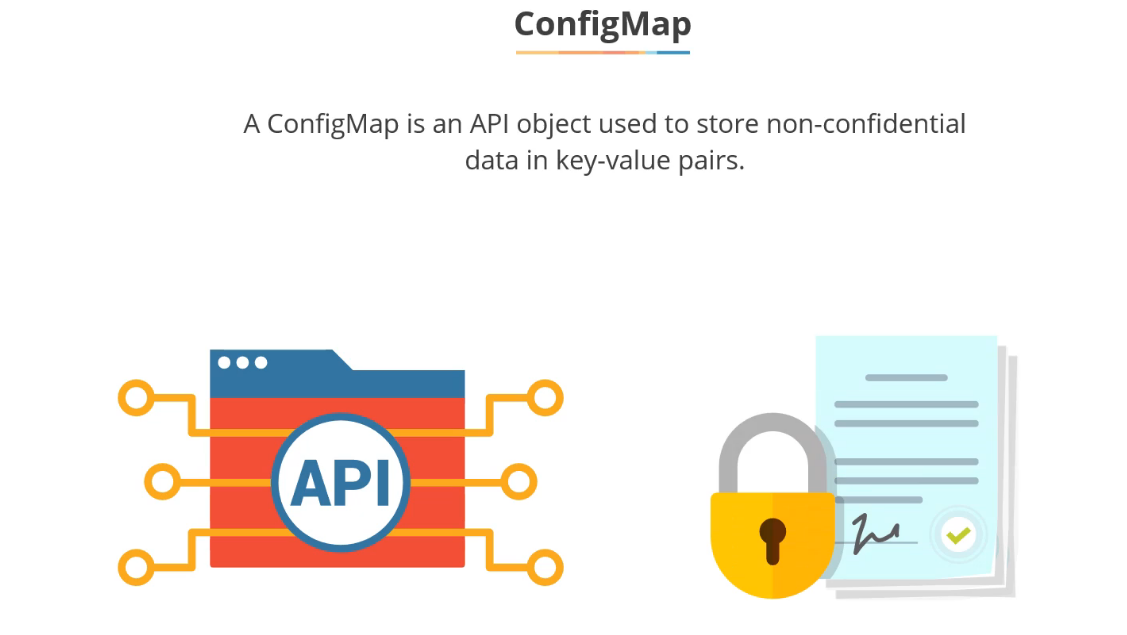 ConfigMap
A ConfigMap is an API object used to store non-confidential
data in key-value pairs.
API